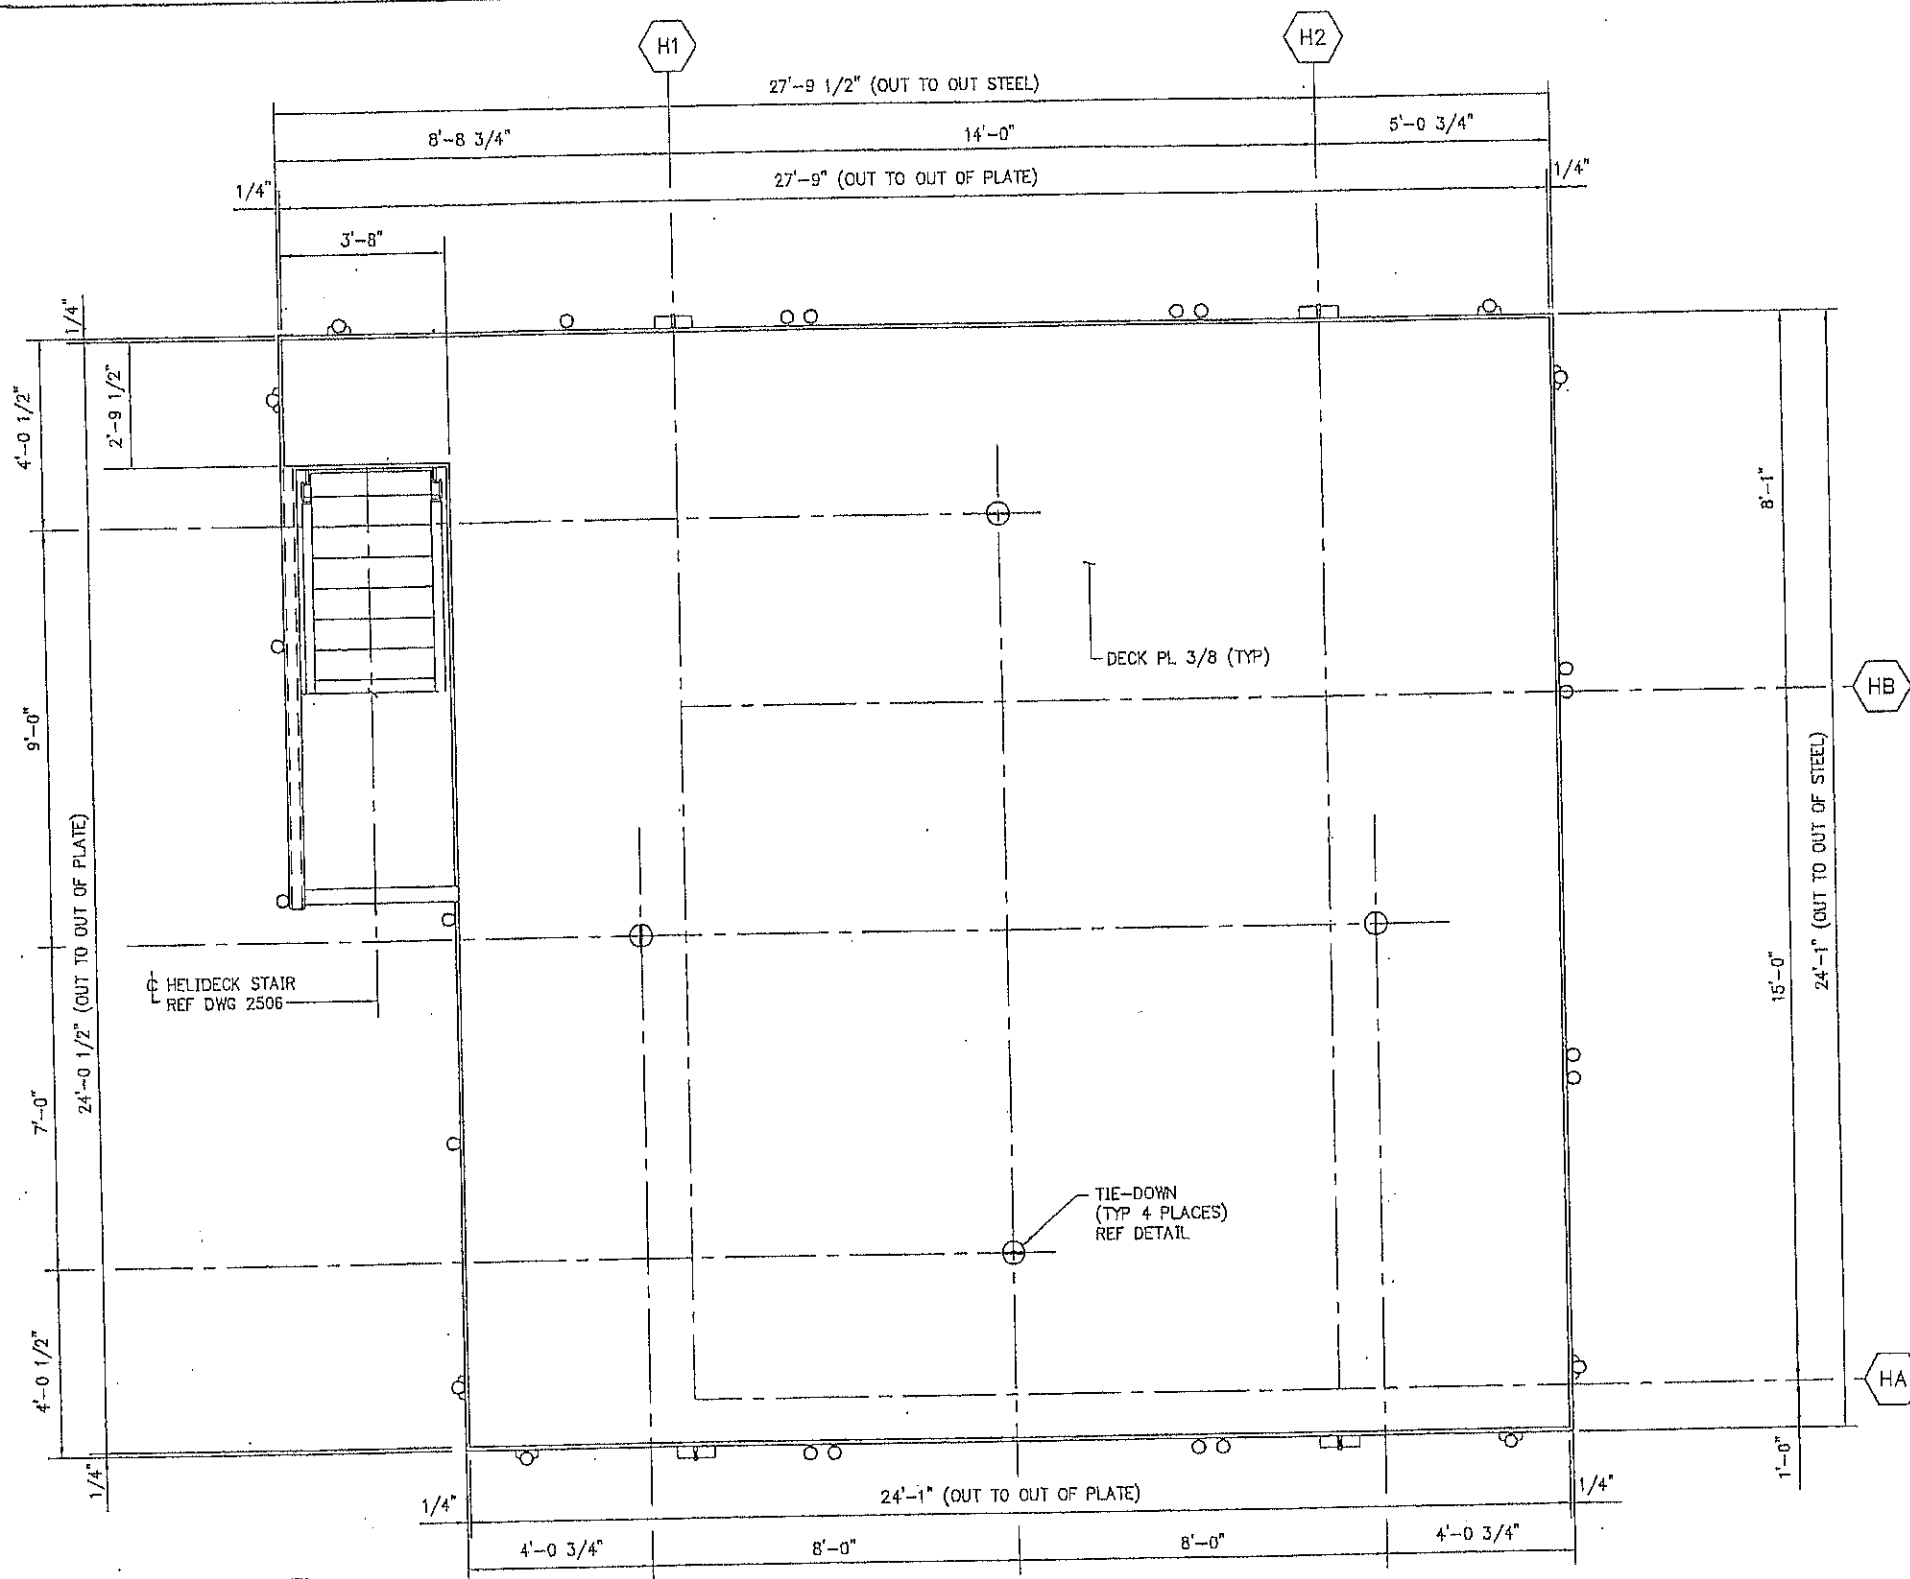 H1
H2
27'-9 1/2" (OUT TO OUT STEEL)
8'-8 3/4"
14'-0"
5'-0 3/4"
1/4"
27'-9" (OUT TO OUT OF PLATE)
1/4"
3'-8"
1/4"
4'-0 1/2"
2'-9 1/2"
8'-1"
DECK PL 3/8 (TYP)
HB
9'-0"
24'-0 1/2" (OUT TO OUT OF PLATE)
24'-1" (OUT TO OUT OF STEEL)
℄ HELIDECK STAIR
REF DWG 2506
15'-0"
7'-0"
TIE-DOWN
(TYP 4 PLACES)
REF DETAIL
4'-0 1/2"
HA
1/4"
1'-0"
1/4"
24'-1" (OUT TO OUT OF PLATE)
1/4"
4'-0 3/4"
8'-0"
8'-0"
4'-0 3/4"